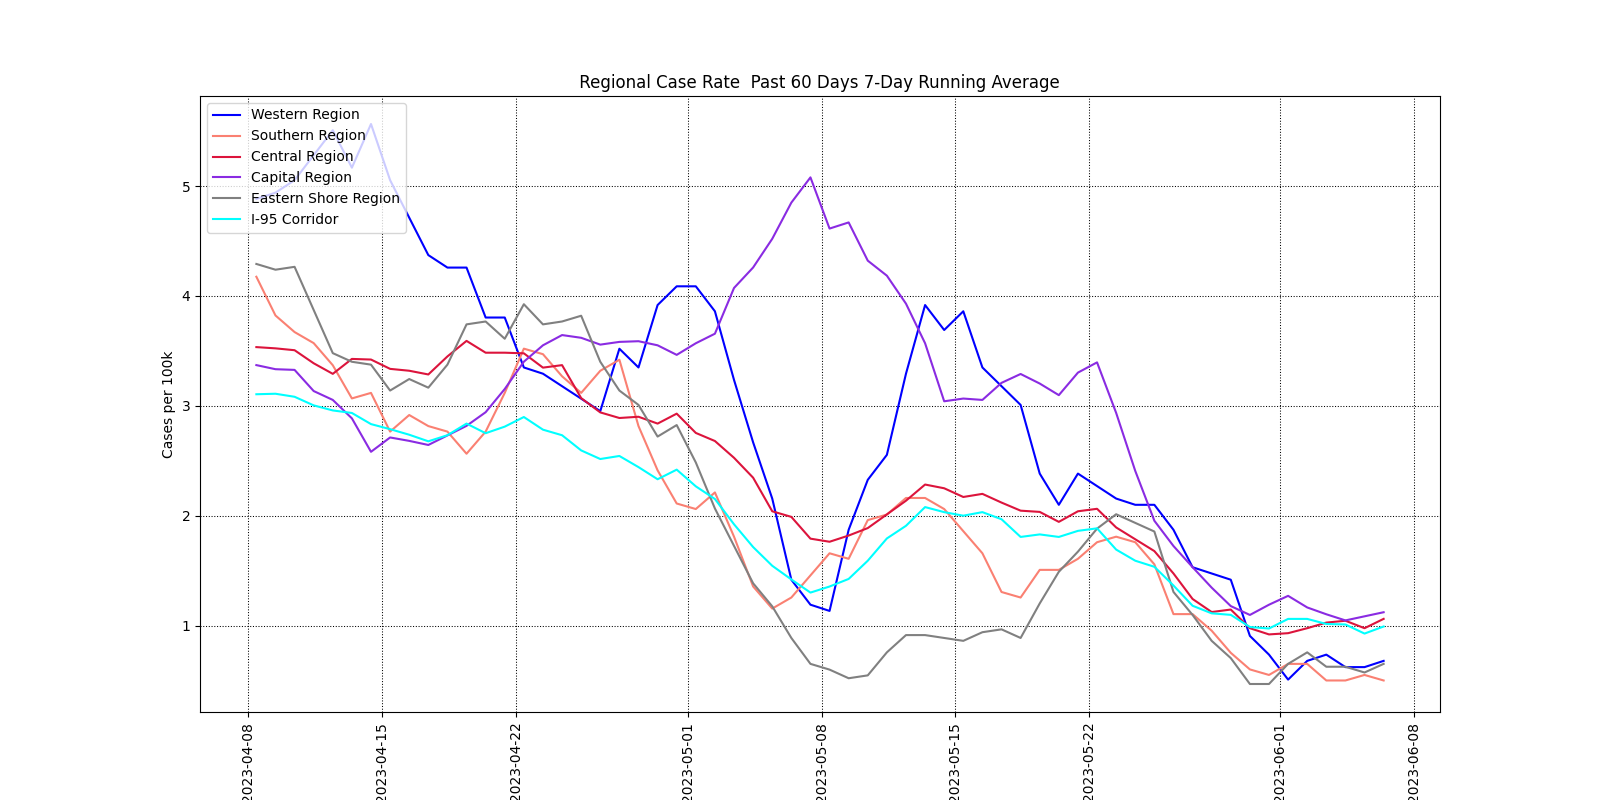 Regional Case Rate  Past 60 Days 7-Day Running Average
Western Region
Southern Region
Central Region
Capital Region
Eastern Shore Region
I-95 Corridor
Cases per 100k
5
4
3
2
1
2023-04-08
2023-04-15
2023-04-22
2023-05-01
2023-05-08
2023-05-15
2023-05-22
2023-06-01
2023-06-08